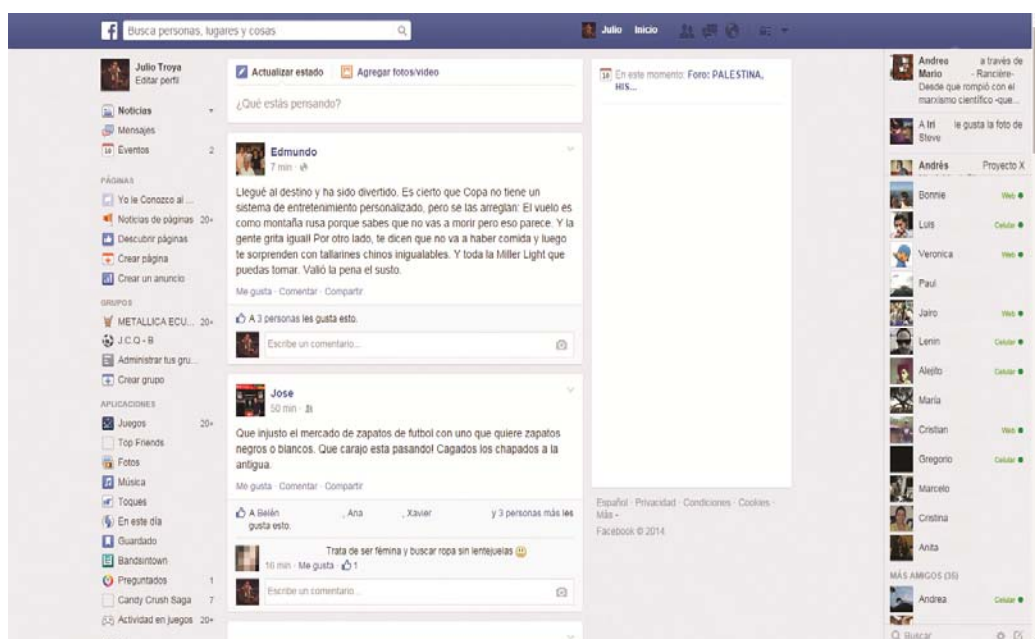 Busca personas, lugares y cosas
Julio Inicio
Julio Troya
Editar perfil
Noticias
Mensajes
Eventos 2
PÁGINAS
Yo le Conozco al ...
Noticias de páginas 20+
Descubrir páginas
Crear página
Crear un anuncio
GRUPOS
METALLICA ECU... 20+
J.C.Q - B
Administrar tus gru...
Crear grupo
APLICACIONES
Juegos 20+
Top Friends
Fotos
Música
Toques
En este día
Guardado
Bandsintown
Preguntados 1
Candy Crush Saga 7
Actividad en juegos 20+
Actualizar estado Agregar fotos/video
¿Qué estás pensando?
Edmundo
7 min
Llegué al destino y ha sido divertido. Es cierto que Copa no tiene un
sistema de entretenimiento personalizado, pero se las arreglan: El vuelo es
como montaña rusa porque sabes que no vas a morir pero eso parece. Y la
gente grita igual! Por otro lado, te dicen que no va a haber comida y luego
te sorprenden con tallarines chinos inigualables. Y toda la Miller Light que
puedas tomar. Valió la pena el susto.
Me gusta · Comentar · Compartir
A 3 personas les gusta esto.
Escribe un comentario...
Jose
50 min
Que injusto el mercado de zapatos de futbol con uno que quiere zapatos
negros o blancos. Que carajo esta pasando! Cagados los chapados a la
antigua.
Me gusta · Comentar · Compartir
A Belén , Ana , Xavier y 3 personas más les
gusta esto.
Trata de ser fémina y buscar ropa sin lentejuelas
16 min · Me gusta · 1
Escribe un comentario...
En este momento: Foro: PALESTINA,
HIS...
Español · Privacidad · Condiciones · Cookies ·
Más
Facebook © 2014
Andrea a través de
Mario - Rancière-
Desde que rompió con el
marxismo científico -que...
A Iri le gusta la foto de
Steve
Andrés Proyecto X
Bonnie Web
Luis Celular
Veronica Web
Paul
Jairo Web
Lenin Celular
Alejito Celular
María
Cristian Web
Gregorio Celular
Marcelo
Cristina
Anita
MÁS AMIGOS (35)
Andrea Celular
Buscar